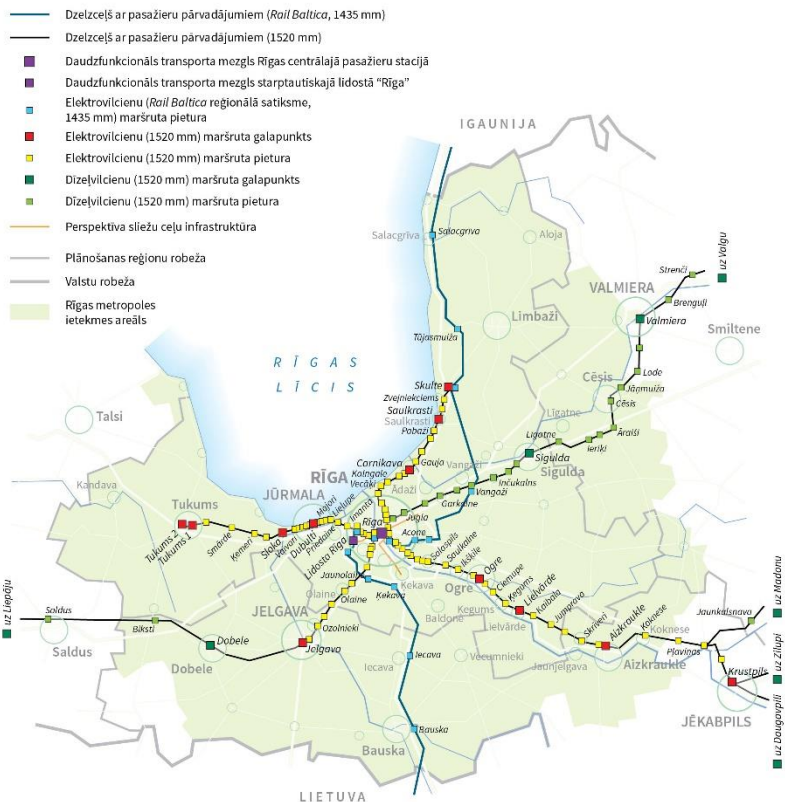 Dzelzceļš ar pasažieru pārvadājumiem (Rail Baltica, 1435 mm)
Dzelzceļš ar pasažieru pārvadājumiem (1520 mm)
Daudzfunkcionāls transporta mezgls Rīgas centrālajā pasažieru stacijā
Daudzfunkcionāls transporta mezgls starptautiskajā lidostā "Rīga"
Elektrovilcienu (Rail Baltica reģionālā satiksme,
1435 mm) maršruta pietura
Elektrovilcienu (1520 mm) maršruta galapunkts
Elektrovilcienu (1520 mm) maršruta pietura
Dīzeļvilcienu (1520 mm) maršruta galapunkts
Dīzeļvilcienu (1520 mm) maršruta pietura
Perspektīva sliežu ceļu infrastruktūra
Plānošanas reģionu robeža
Valstu robeža
Rīgas metropoles
ietekmes areāls
IGAUNIJA
Salacgrīva
Salacgrīva
Aloja
uz Valgu
Strenči
VALMIERA
Brenguļi
Valmiera
Limbaži
Smiltene
Tūjasmuiža
RĪGAS
LĪCIS
Lode
Cēsis
Jāņmuiža
Cēsis
Skulte
Zvejniekciems
Saulkrasti
Saulkrasti
Pabaži
Līgatne
Āraiši
Talsi
Līgatne
Ieriķi
Sigulda
Sigulda
Carnikava
Gauja
Vangaži
Kalngale
Vecāķi
Inčukalns
Vangaži
Kandava
RĪGA
Ādaži
Garkalne
JŪRMALA
Tukums
Majori
Lielupe
Imanta
Jugla
Rīga
Acone
Tukums 2
Tukums 1
Smārde
Ķemeri
Sloka
Vaivari
Dubulti
Priedaine
Lidosta Rīga
Salaspils
Saulkalne
Ikšķile
Ogre
Ogre
Ciemupe
Ķegums
Ķegums
Lielvārde
Lielvārde
Kaibala
Jumprava
Skrīveri
Aizkraukle
Aizkraukle
Koknese
Koknese
Jaunolaine
Olaine
Olaine
Ķekava
Ķekava
Baldone
Jaunkalsnava
uz Madonu
uz Liepāju
Saldus
Saldus
Biksti
Dobele
Dobele
JELGAVA
Ozolnieki
Jelgava
Iecava
Iecava
Vecumnieki
Jaunjelgava
Pļaviņas
Krustpils
uz Zilupi
JĒKABPILS
uz Daugavpili
Bauska
Bauska
LIETUVA